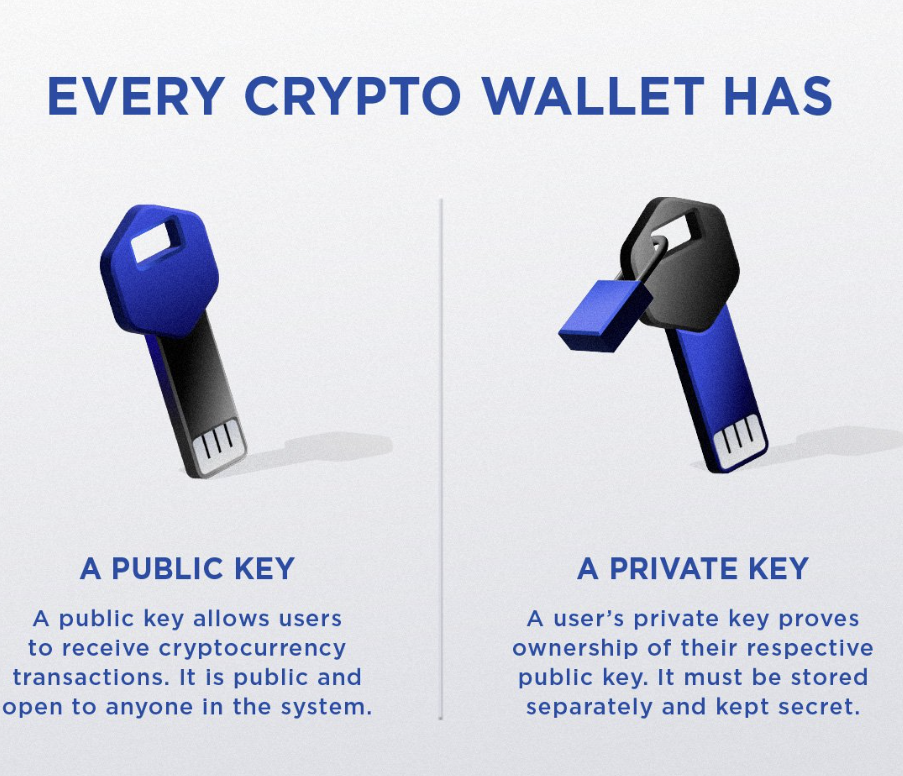 EVERY CRYPTO WALLET HAS
A PUBLIC KEY
A public key allows users
to receive cryptocurrency
transactions. It is public and
open to anyone in the system.
A PRIVATE KEY
A user’s private key proves
ownership of their respective
public key. It must be stored
separately and kept secret.